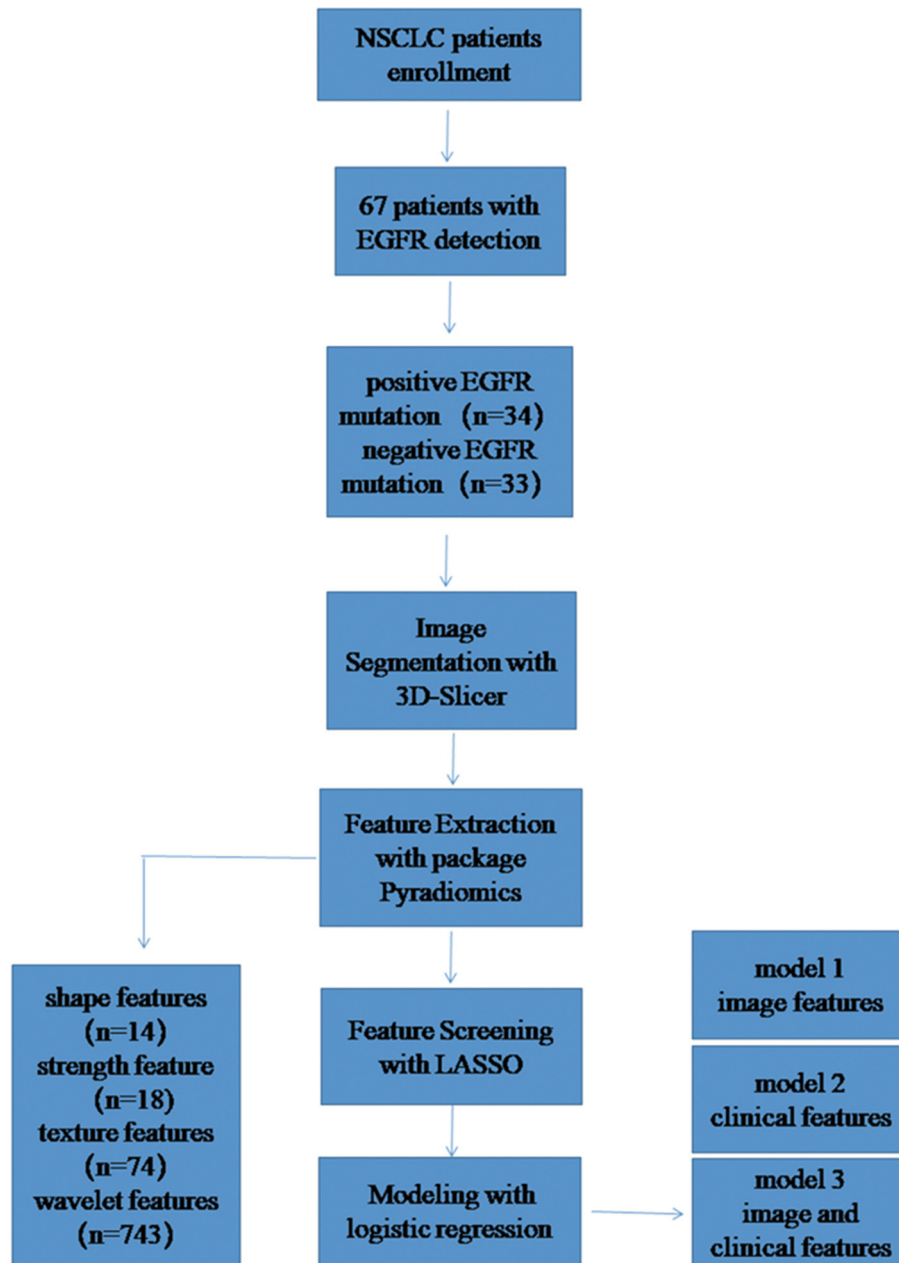 NSCLC patients
enrollment
67 patients with
EGFR detection
positive EGFR
mutation (n=34)
negative EGFR
mutation (n=33)
Image
Segmentation with
3D-Slicer
Feature Extraction
with package
Pyradiomics
shape features
(n=14)
strength feature
(n=18)
texture features
(n=74)
wavelet features
(n=743)
Feature Screening
with LASSO
Modeling with
logistic regression
model 1
image features
model 2
clinical features
model 3
image and
clinical features